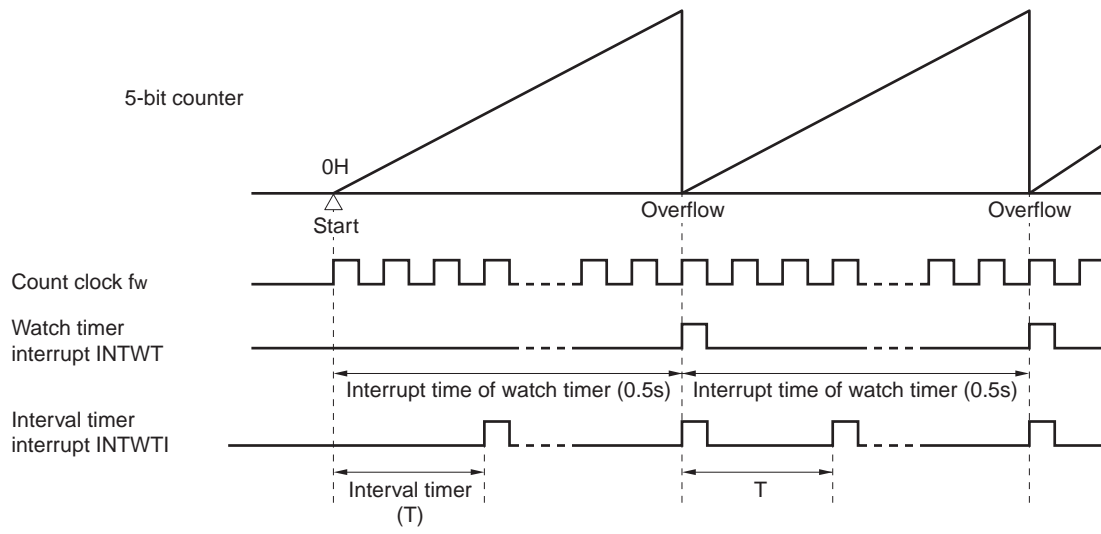 5-bit counter
0H
Start
Overflow
Overflow
Count clock fw
Watch timer
interrupt INTWT
Interrupt time of watch timer (0.5s)
Interrupt time of watch timer (0.5s)
Interval timer
interrupt INTWTI
Interval timer
(T)
T